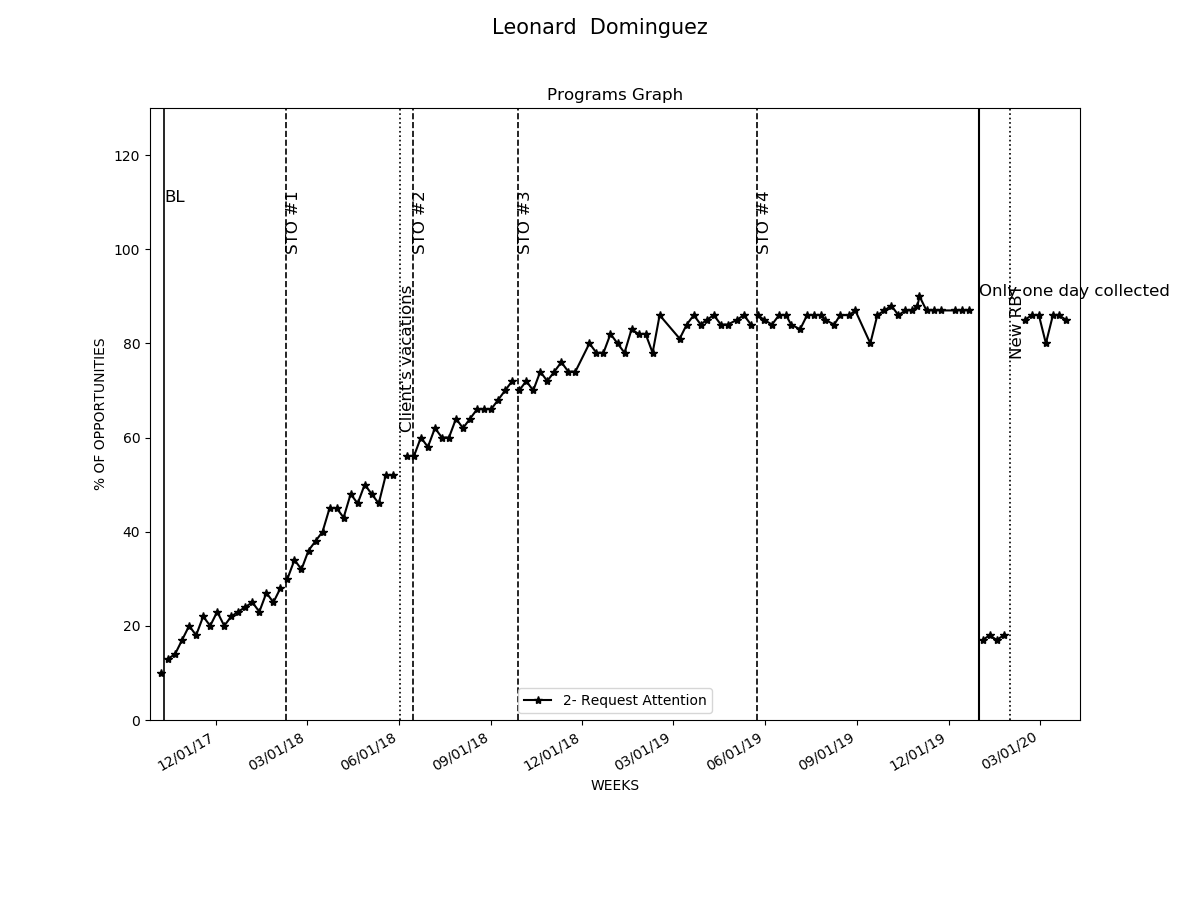 Leonard  Dominguez
Programs Graph
120
100
80
60
40
20
0
% OF OPPORTUNITIES
BL
STO #1
Client's vacations
STO #2
STO #3
STO #4
Only one day collected
New RBT
2- Request Attention
12/01/17
03/01/18
06/01/18
09/01/18
12/01/18
03/01/19
06/01/19
09/01/19
12/01/19
03/01/20
WEEKS